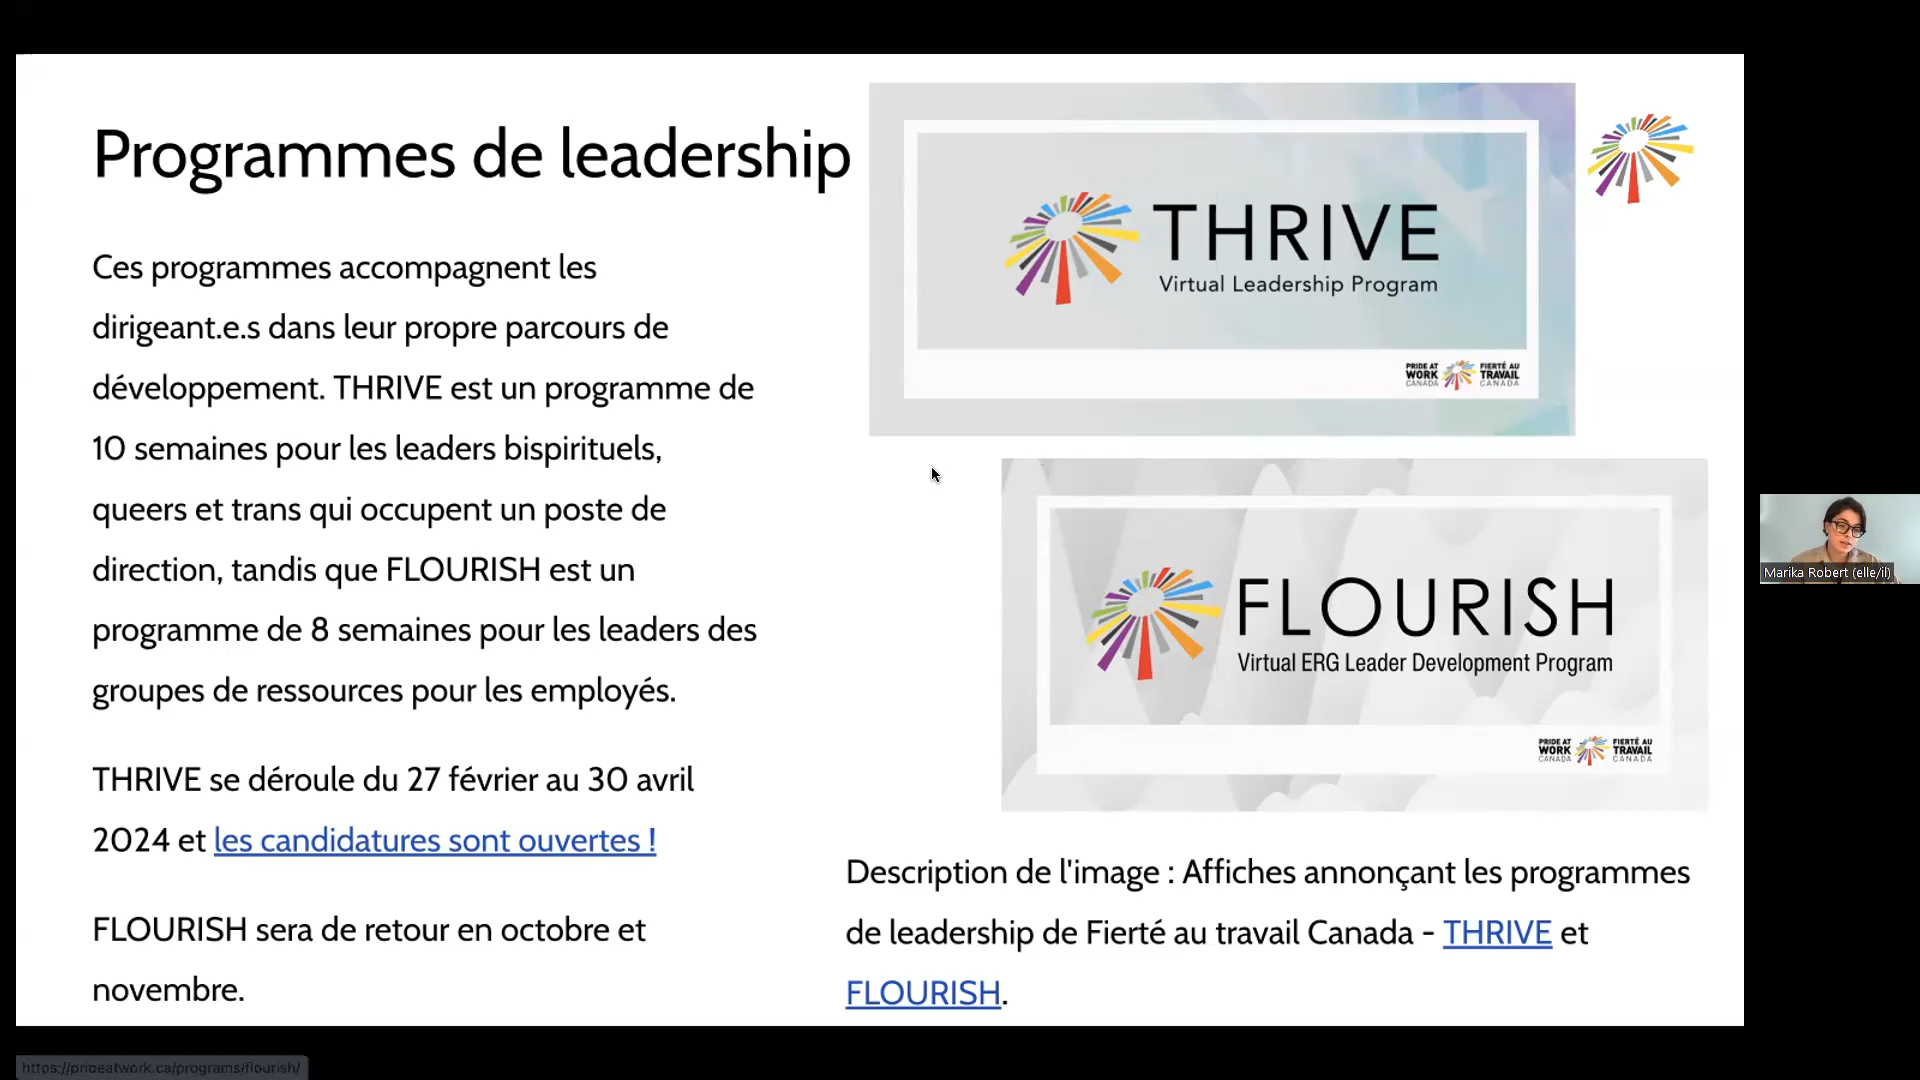 Programmes de leadership
Ces programmes accompagnent les
dirigeant.e.s dans leur propre parcours de
développement. THRIVE est un programme de
10 semaines pour les leaders bispirituels,
queers et trans qui occupent un poste de
direction, tandis que FLOURISH est un
programme de 8 semaines pour les leaders des
groupes de ressources pour les employés.
THRIVE se déroule du 27 février au 30 avril
2024 et les candidatures sont ouvertes !
FLOURISH sera de retour en octobre et
novembre.
THRIVE
Virtual Leadership Program
PRIDE AT
WORK
CANADA
FIERTÉ AU
TRAVAIL
CANADA
FLOURISH
Virtual ERG Leader Development Program
PRIDE AT
WORK
CANADA
FIERTÉ AU
TRAVAIL
CANADA
Description de l'image : Affiches annonçant les programmes
de leadership de Fierté au travail Canada - THRIVE et
FLOURISH.
Marika Robert (elle/il)
https://prideatwork.ca/programs/flourish/